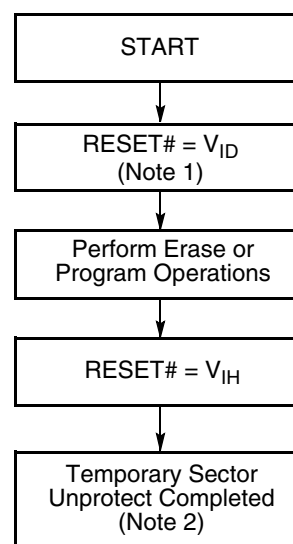 START
RESET# = VID
(Note 1)
Perform Erase or
Program Operations
RESET# = VIH
Temporary Sector
Unprotect Completed
(Note 2)